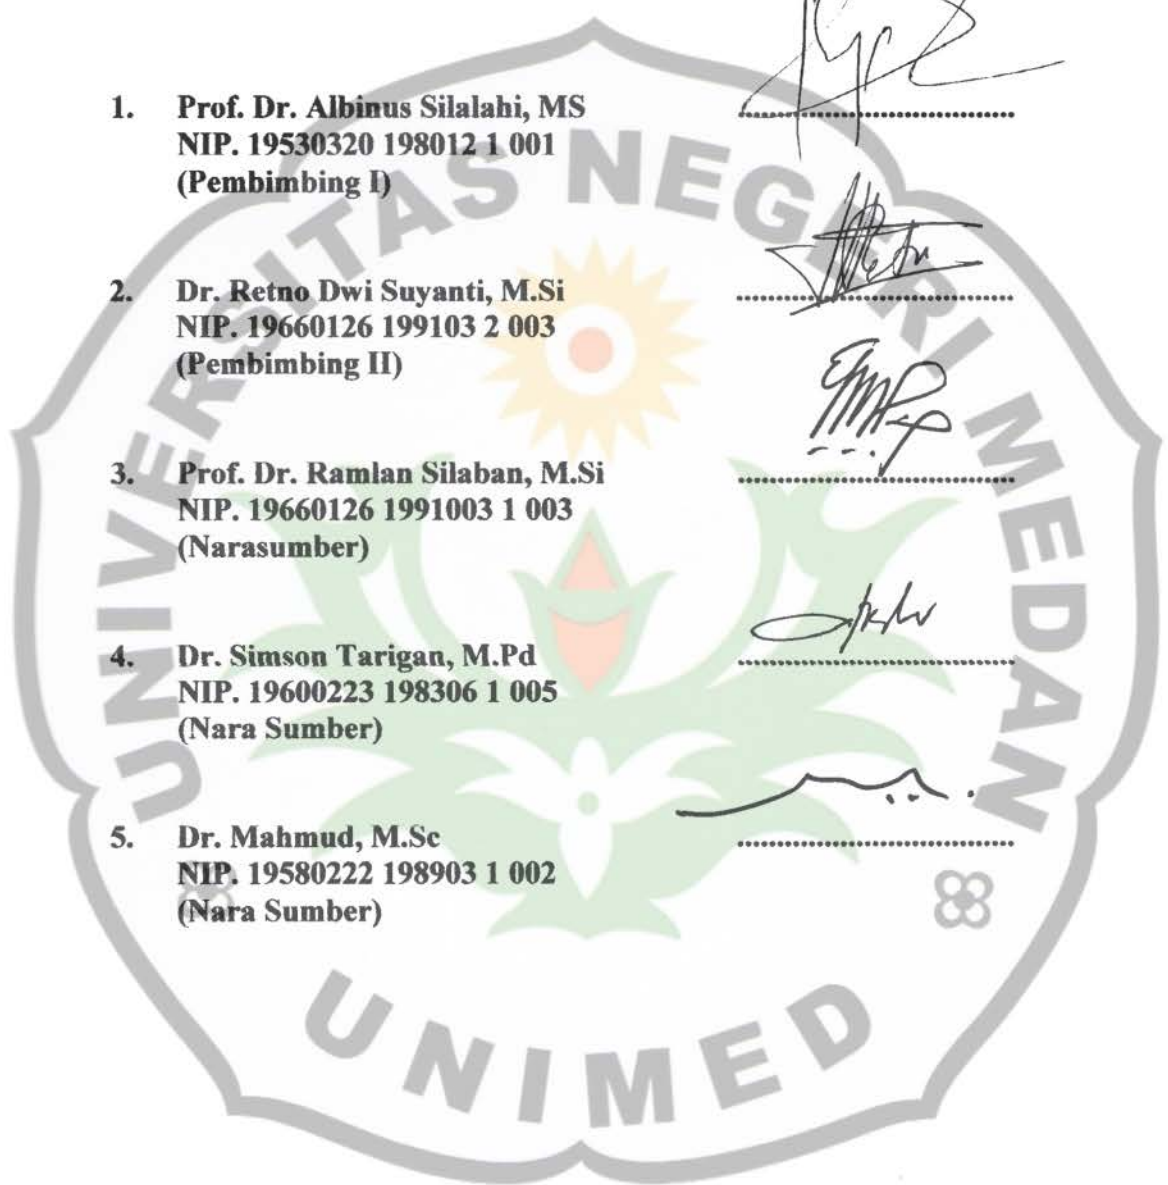 1. Prof. Dr. Albinus Silalahi, MS
NIP. 19530320 198012 1 001
(Pembimbing I)
2. Dr. Retno Dwi Suyanti, M.Si
NIP. 19660126 199103 2 003
(Pembimbing II)
3. Prof. Dr. Ramlan Silaban, M.Si
NIP. 19660126 1991003 1 003
(Narasumber)
4. Dr. Simson Tarigan, M.Pd
NIP. 19600223 198306 1 005
(Nara Sumber)
5. Dr. Mahmud, M.Sc
NIP. 19580222 198903 1 002
(Nara Sumber)
UNIVERSITAS NEGERI MEDAN
UNIMED